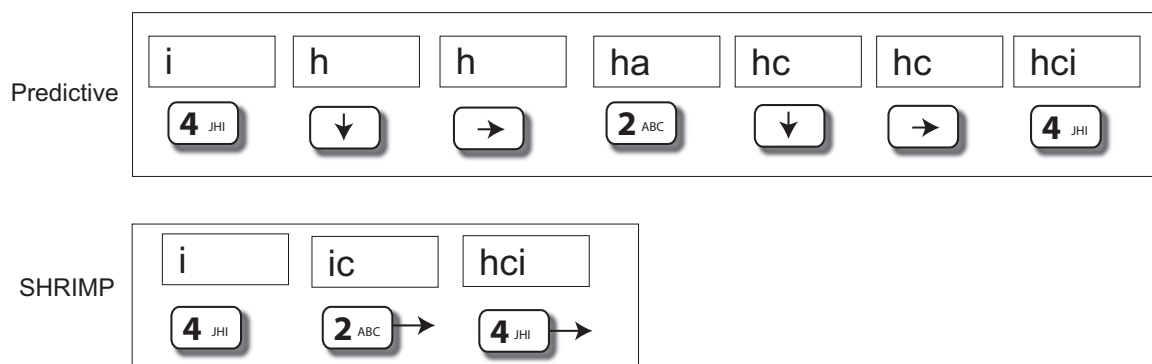 i h h ha hc hc hci
Predictive
4 JHI ↓ → 2 ABC ↓ → 4 JHI
i ic hci
SHRIMP
4 JHI 2 ABC → 4 JHI →